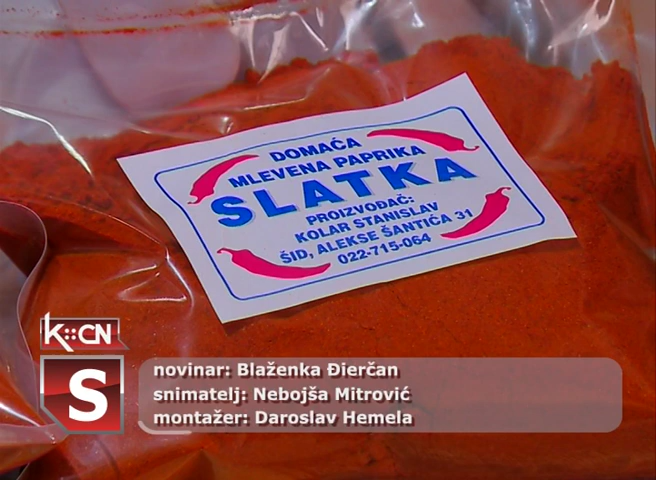 DOMAĆA
MLEVENA PAPRIKA
SLATKA
PROIZVOĐAČ:
KOLAR STANISLAV
ŠID, ALEKSE ŠANTIĆA 31
022-715-064
K::CN
S
novinar: Blaženka Đierčan
snimatelj: Nebojša Mitrović
montažer: Daroslav Hemela